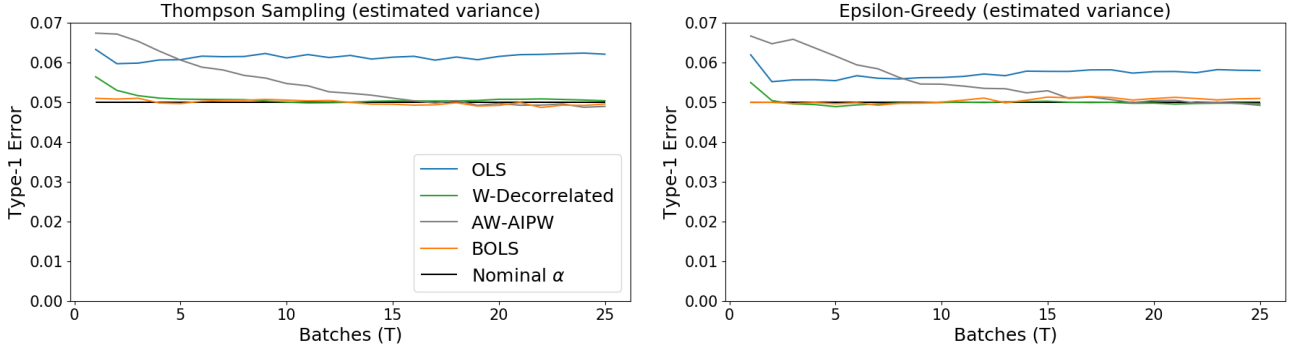 Thompson Sampling (estimated variance)
0.07
0.06
0.05
0.04
0.03
0.02
0.01
0.00
Type-1 Error
0
5
10
15
20
25
Batches (T)
OLS
W-Decorrelated
AW-AIPW
BOLS
Nominal α
Epsilon-Greedy (estimated variance)
0.07
0.06
0.05
0.04
0.03
0.02
0.01
0.00
Type-1 Error
0
5
10
15
20
25
Batches (T)